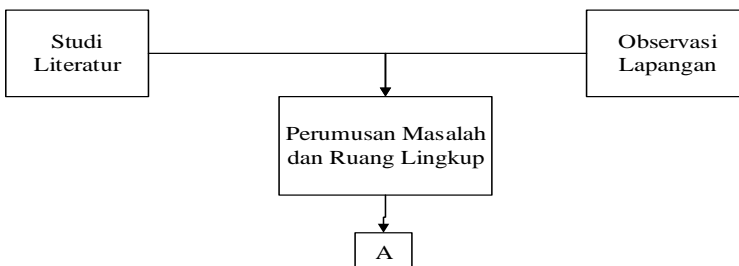 Studi
Literatur
Observasi
Lapangan
Perumusan Masalah
dan Ruang Lingkup
A